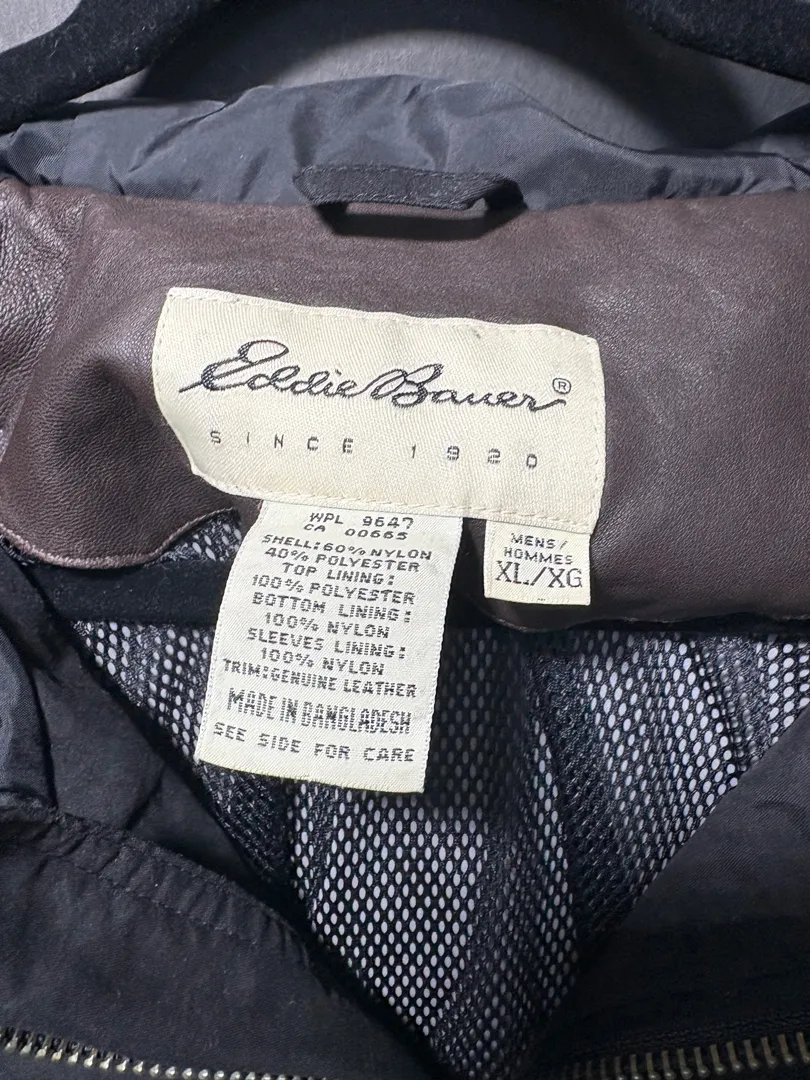 Eddie Bauer®
SINCE 1920
WPL 9647
CA 00665
SHELL: 60% NYLON
40% POLYESTER
TOP LINING:
100% POLYESTER
BOTTOM LINING:
100% NYLON
SLEEVES LINING:
100% NYLON
TRIM: GENUINE LEATHER
MADE IN BANGLADESH
SEE SIDE FOR CARE
MENS/
HOMMES
XL/XG